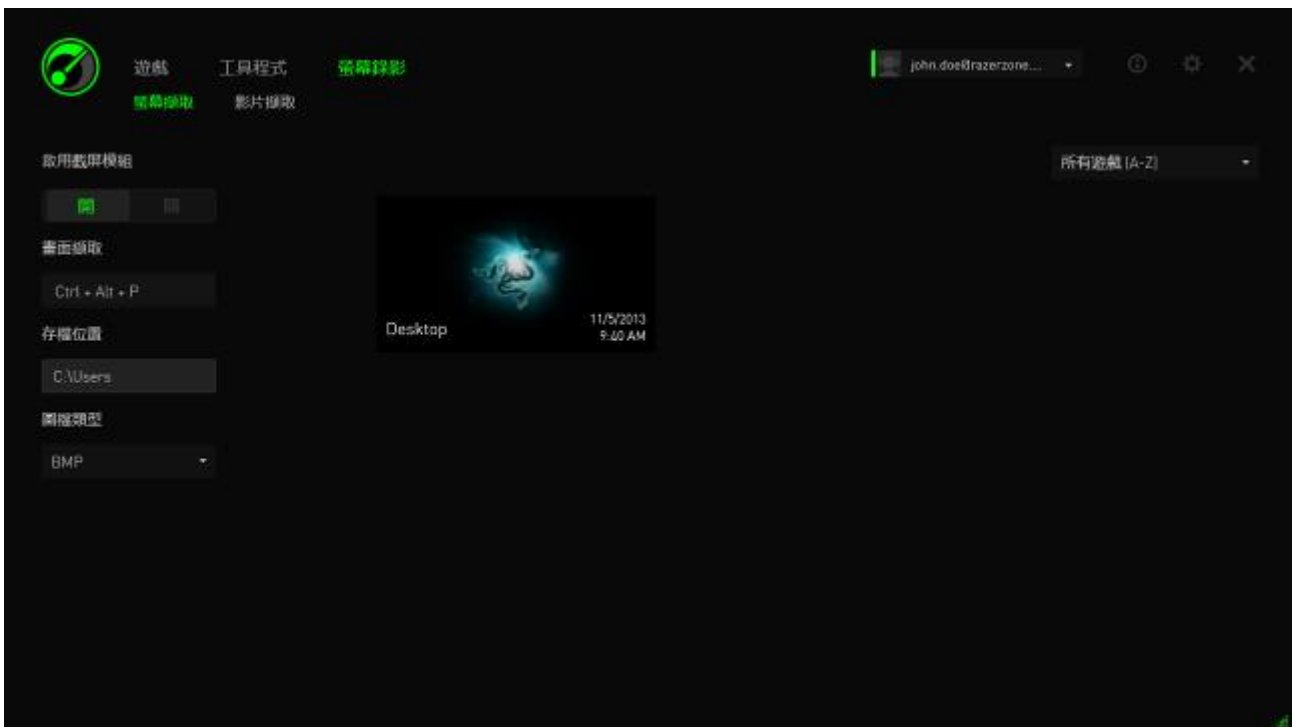 遊戲 工具程式 螢幕錄影
john.doe@razerzone...
螢幕擷取 影片擷取
啟用截屏模組
所有遊戲 (A-Z)
開 關
畫面擷取
Ctrl + Alt + P
存檔位置
C:\Users
圖檔類型
BMP
Desktop
11/5/2013
9:40 AM